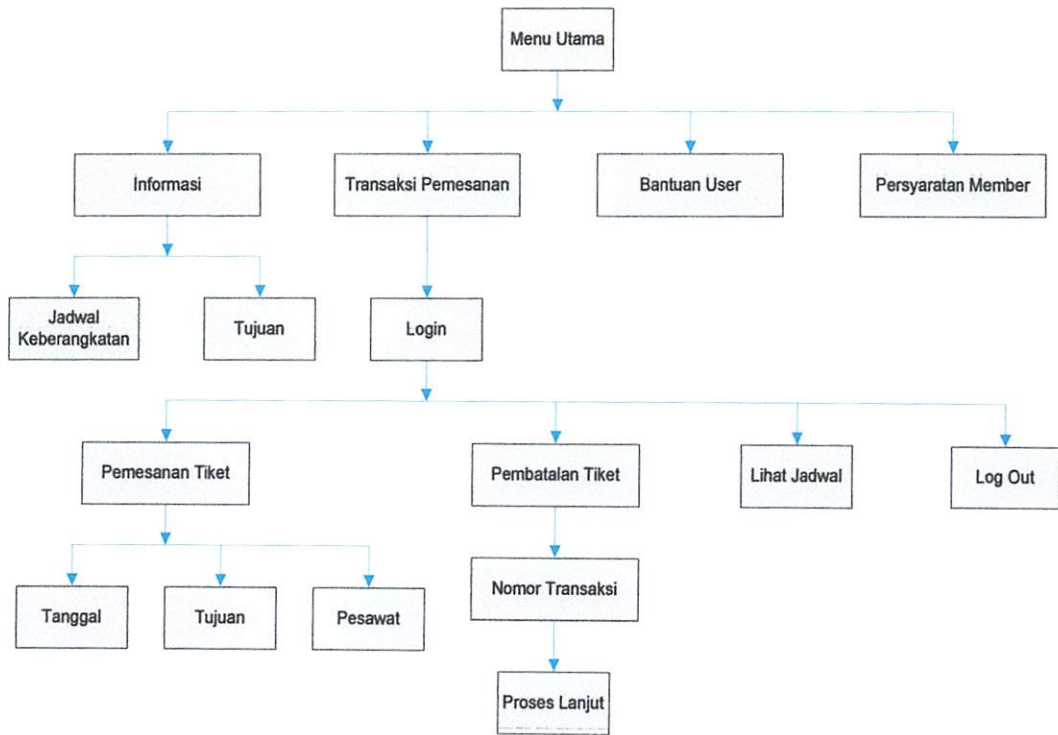 Menu Utama
Informasi
Transaksi Pemesanan
Bantuan User
Persyaratan Member
Jadwal
Keberangkatan
Tujuan
Login
Pemesanan Tiket
Pembatalan Tiket
Lihat Jadwal
Log Out
Tanggal
Tujuan
Pesawat
Nomor Transaksi
Proses Lanjut